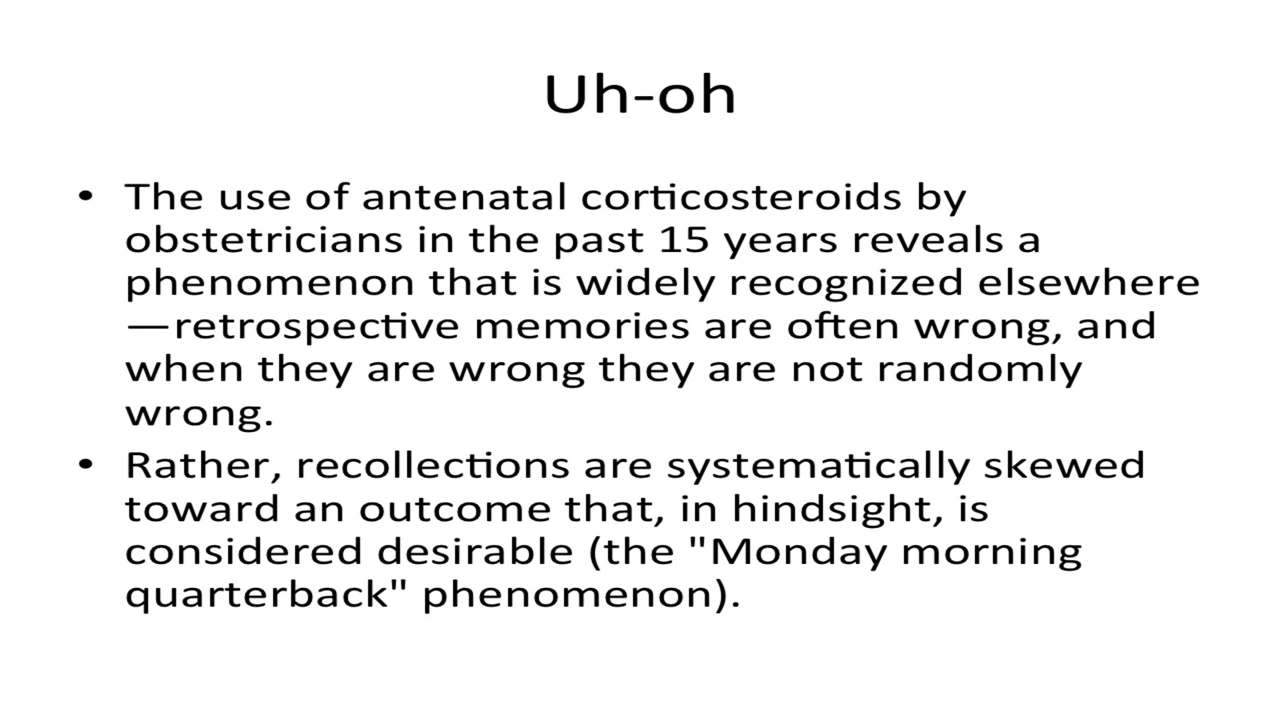 Uh-oh
• The use of antenatal corticosteroids by
obstetricians in the past 15 years reveals a
phenomenon that is widely recognized elsewhere
—retrospective memories are often wrong, and
when they are wrong they are not randomly
wrong.
• Rather, recollections are systematically skewed
toward an outcome that, in hindsight, is
considered desirable (the "Monday morning
quarterback" phenomenon).